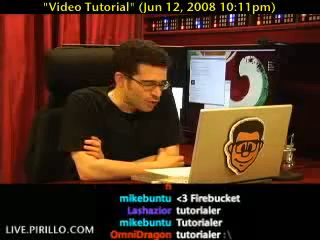 "Video Tutorial" (Jun 12, 2008 10:11pm)
n
mikebuntu <3 Firebucket
Lashazior tutorialer
mikebuntu Tutorialer
OmniDragon tutorialer :\
LIVE.PIRILLO.COM